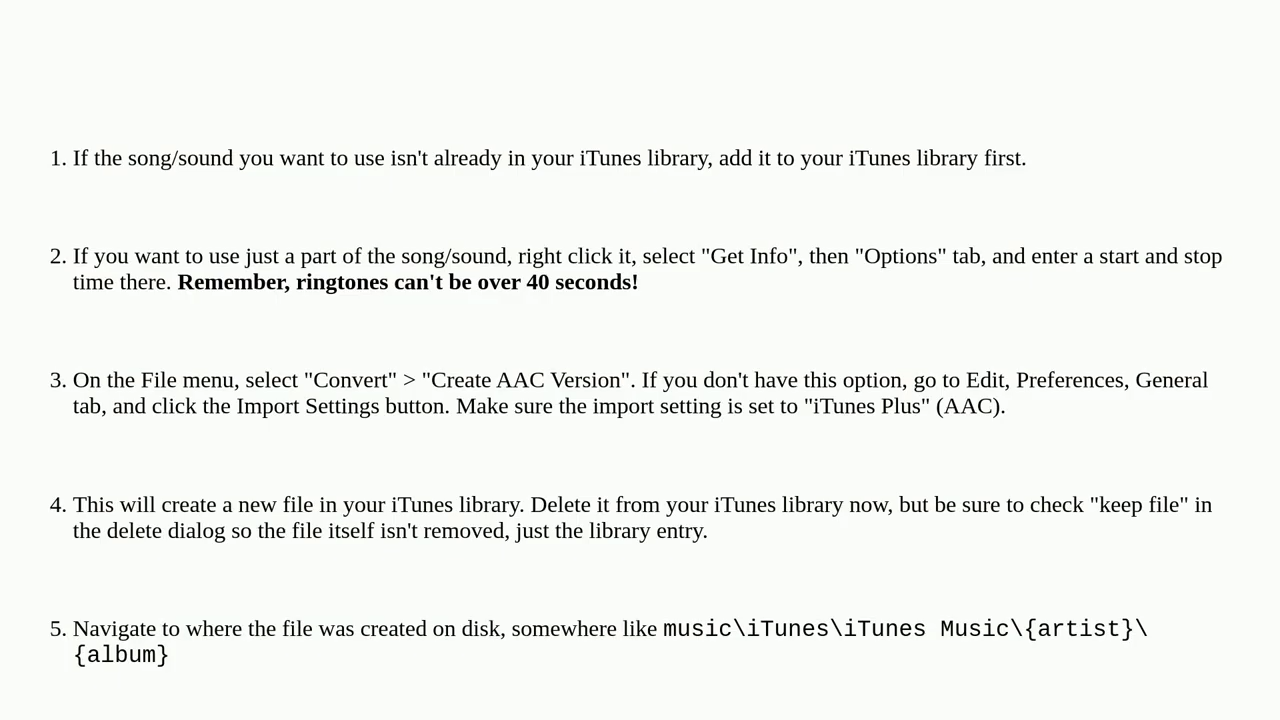 1. If the song/sound you want to use isn't already in your iTunes library, add it to your iTunes library first.
2. If you want to use just a part of the song/sound, right click it, select "Get Info", then "Options" tab, and enter a start and stop
time there. Remember, ringtones can't be over 40 seconds!
3. On the File menu, select "Convert" > "Create AAC Version". If you don't have this option, go to Edit, Preferences, General
tab, and click the Import Settings button. Make sure the import setting is set to "iTunes Plus" (AAC).
4. This will create a new file in your iTunes library. Delete it from your iTunes library now, but be sure to check "keep file" in
the delete dialog so the file itself isn't removed, just the library entry.
5. Navigate to where the file was created on disk, somewhere like music\iTunes\iTunes Music\{artist}\
{album}